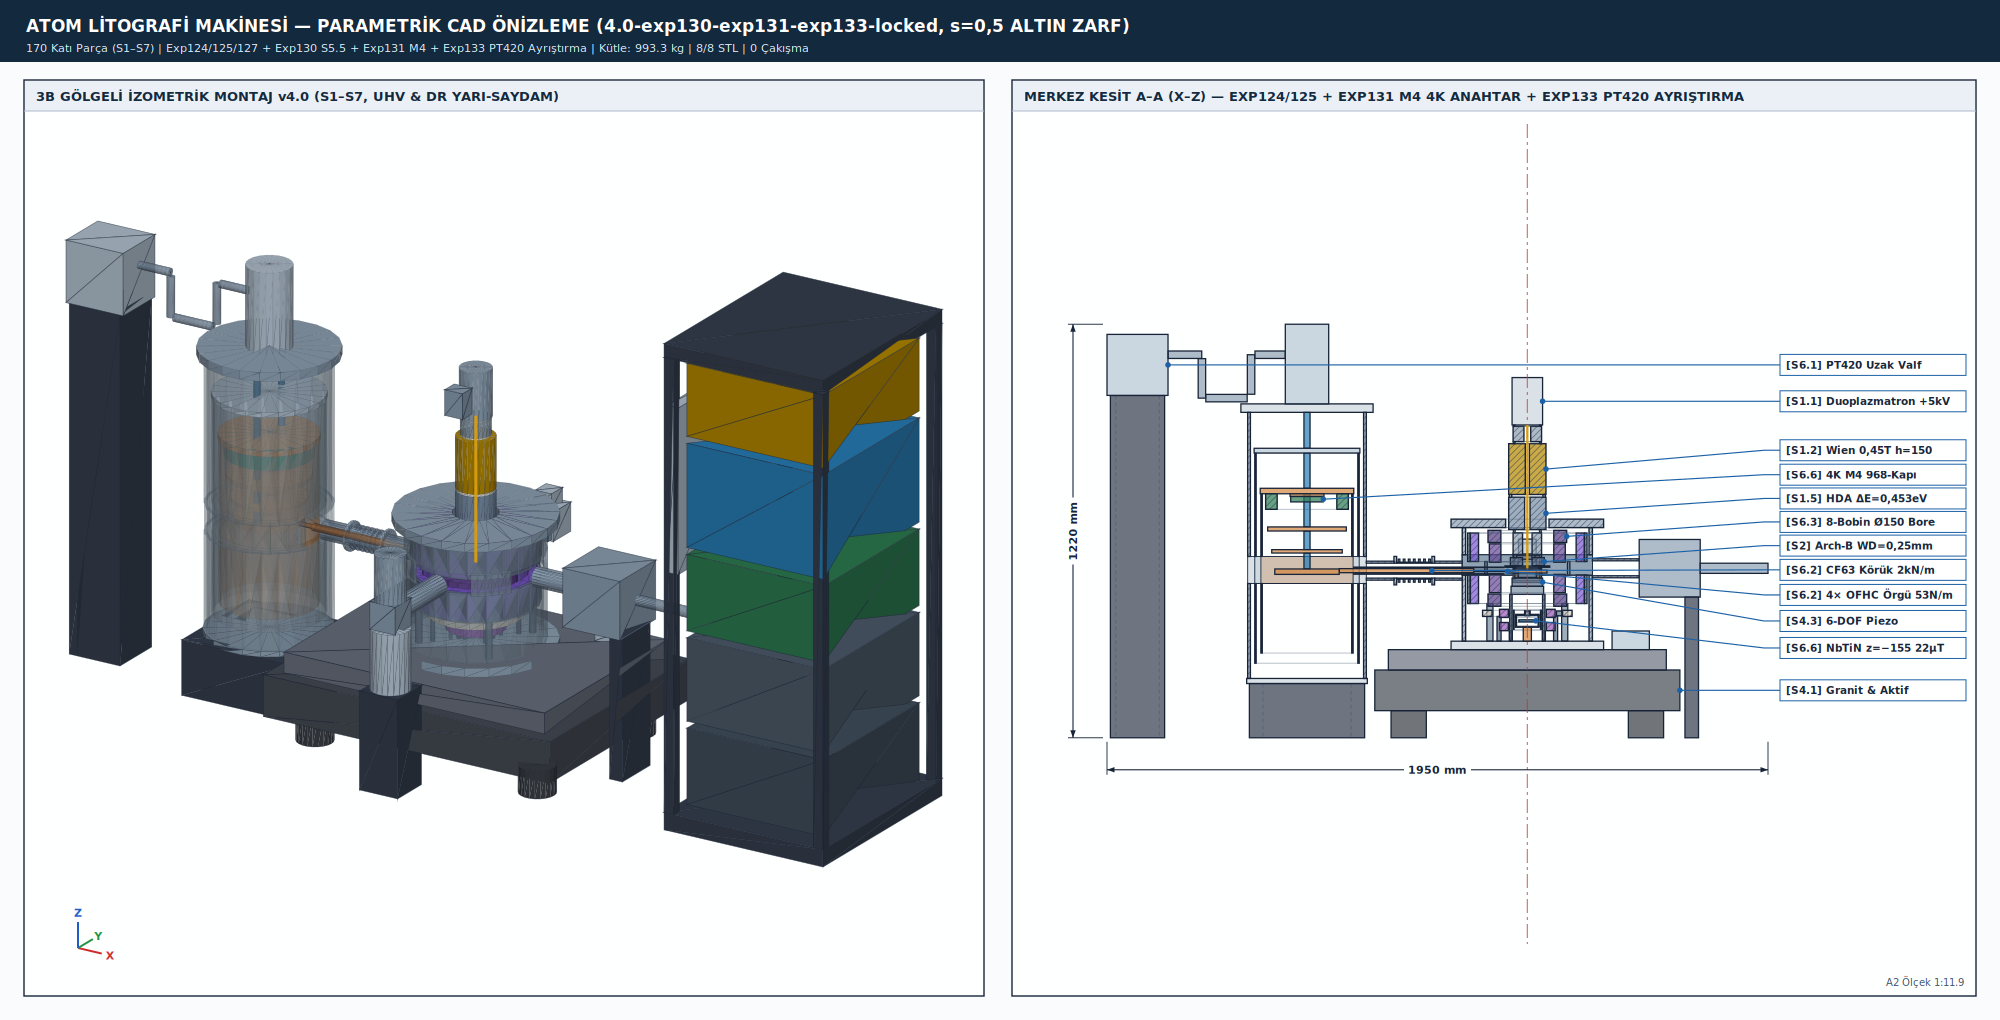 ATOM LİTOGRAFİ MAKİNESİ — PARAMETRİK CAD ÖNİZLEME (4.0-exp130-exp131-exp133-locked, s=0,5 ALTIN ZARF)
170 Katı Parça (S1–S7) | Exp124/125/127 + Exp130 S5.5 + Exp131 M4 + Exp133 PT420 Ayrıştırma | Kütle: 993.3 kg | 8/8 STL | 0 Çakışma
3B GÖLGELİ İZOMETRİK MONTAJ v4.0 (S1–S7, UHV & DR YARI-SAYDAM)
Z
Y
X
MERKEZ KESİT A–A (X–Z) — EXP124/125 + EXP131 M4 4K ANAHTAR + EXP133 PT420 AYRIŞTIRMA
[S6.1] PT420 Uzak Valf
[S1.1] Duoplazmatron +5kV
[S1.2] Wien 0,45T h=150
[S6.6] 4K M4 968-Kapı
[S1.5] HDA ΔE=0,453eV
[S6.3] 8-Bobin Ø150 Bore
[S2] Arch-B WD=0,25mm
[S6.2] CF63 Körük 2kN/m
[S6.2] 4× OFHC Örgü 53N/m
[S4.3] 6-DOF Piezo
[S6.6] NbTiN z=−155 22µT
[S4.1] Granit & Aktif
1220 mm
1950 mm
A2 Ölçek 1:11.9